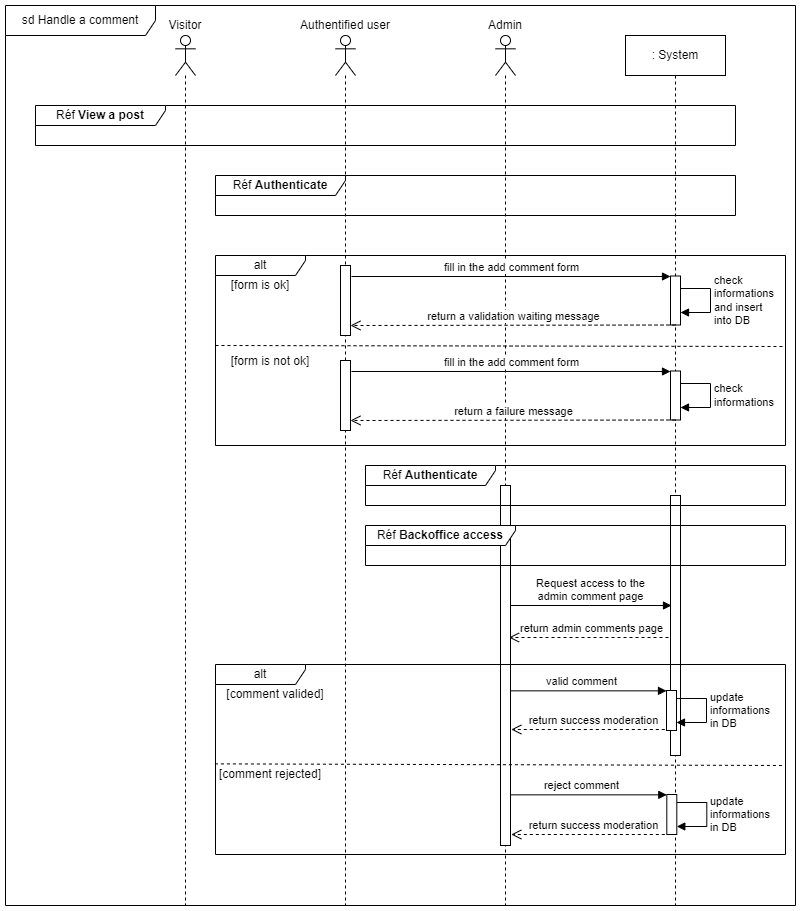 sd Handle a comment
Visitor
Authentified user
Admin
: System
Réf View a post
Réf Authenticate
alt
[form is ok]
fill in the add comment form
check
informations
and insert
into DB
return a validation waiting message
[form is not ok]
fill in the add comment form
check
informations
return a failure message
Réf Authenticate
Réf Backoffice access
Request access to the
admin comment page
return admin comments page
alt
[comment valided]
valid comment
update
informations
in DB
return success moderation
[comment rejected]
reject comment
update
informations
in DB
return success moderation